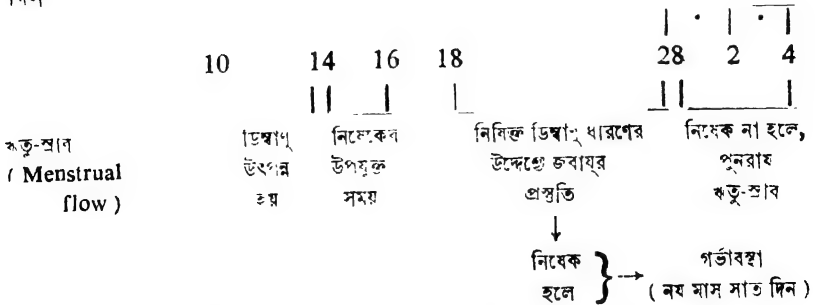 10 14 16 18 28 2 4
ঋতু-স্রাব
( Menstrual
flow )
ডিম্বাণু
উৎপন্ন
হয়
নিষেকের
উপযুক্ত
সময়
নিষিক্ত ডিম্বাণু ধারণের
উদ্দেশ্যে জরায়ুর
প্রস্তুতি
নিষেক না হলে,
পুনরায়
ঋতু-স্রাব
নিষেক
হলে
গর্ভাবস্থা
( নয় মাস সাত দিন )